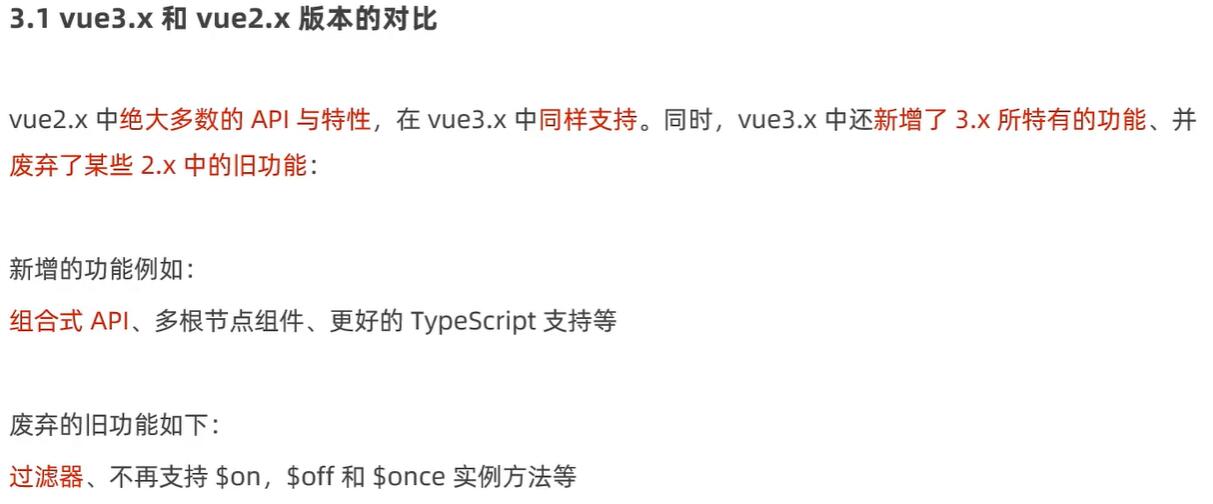 3.1 vue3.x 和 vue2.x 版本的对比
vue2.x 中绝大多数的 API 与特性，在 vue3.x 中同样支持。同时，vue3.x 中还新增了 3.x 所特有的功能、并
废弃了某些 2.x 中的旧功能：
新增的功能例如：
组合式 API、多根节点组件、更好的 TypeScript 支持等
废弃的旧功能如下：
过滤器、不再支持 $on，$off 和 $once 实例方法等